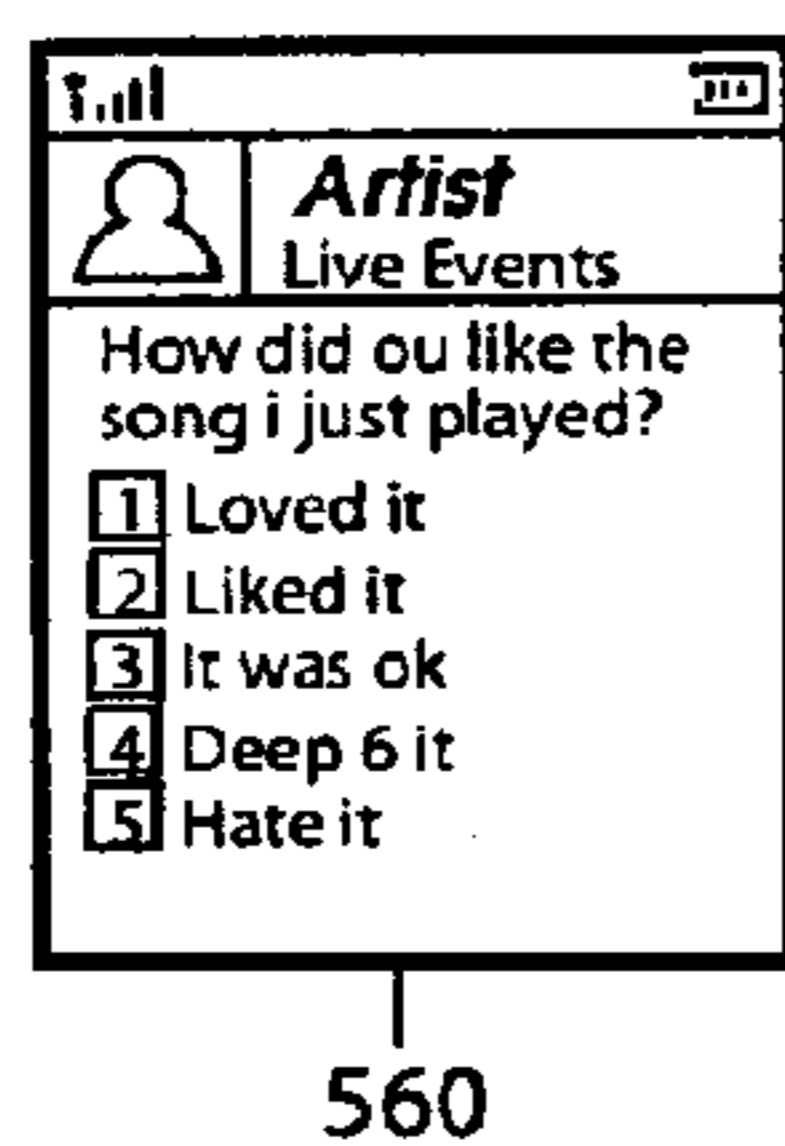 Artist
Live Events
How did ou like the
song i just played?
1 Loved it
2 Liked it
3 It was ok
4 Deep 6 it
5 Hate it
560